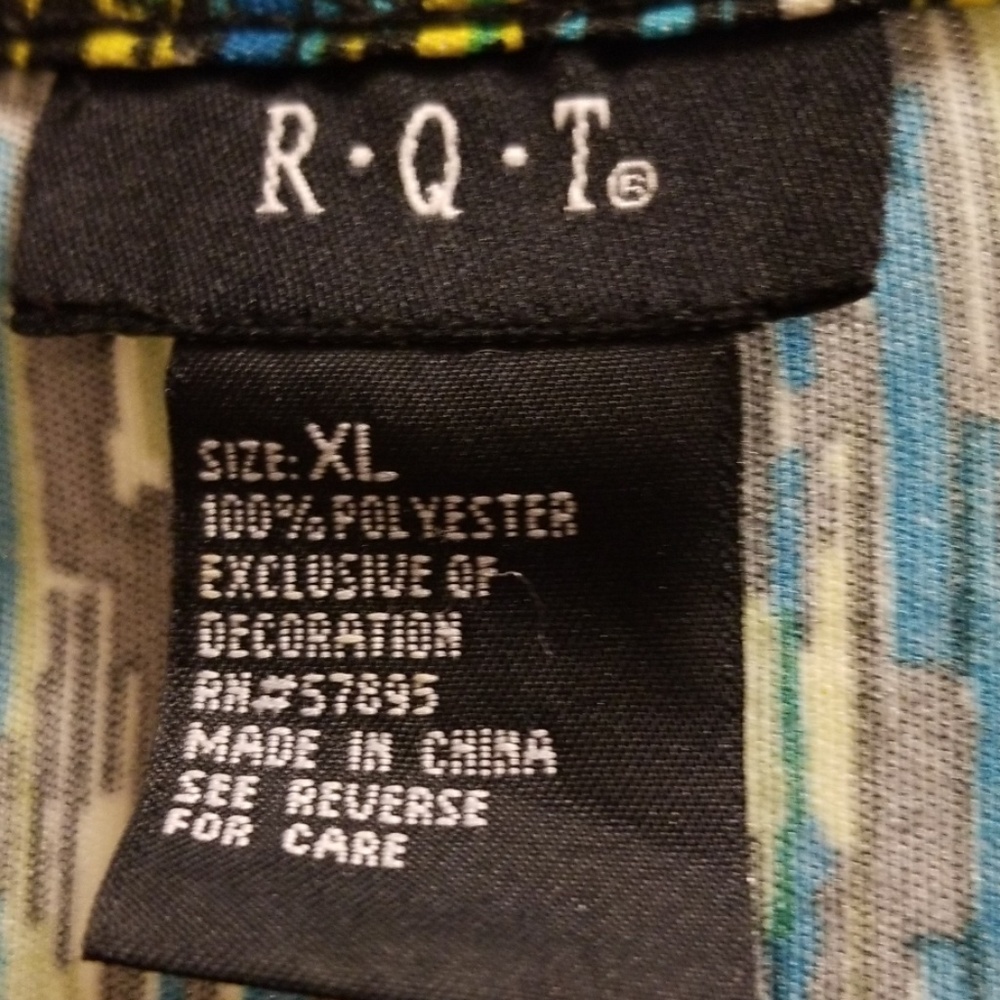 R·Q·T®
SIZE: XL
100% POLYESTER
EXCLUSIVE OF
DECORATION
RN#57895
MADE IN CHINA
SEE REVERSE
FOR CARE